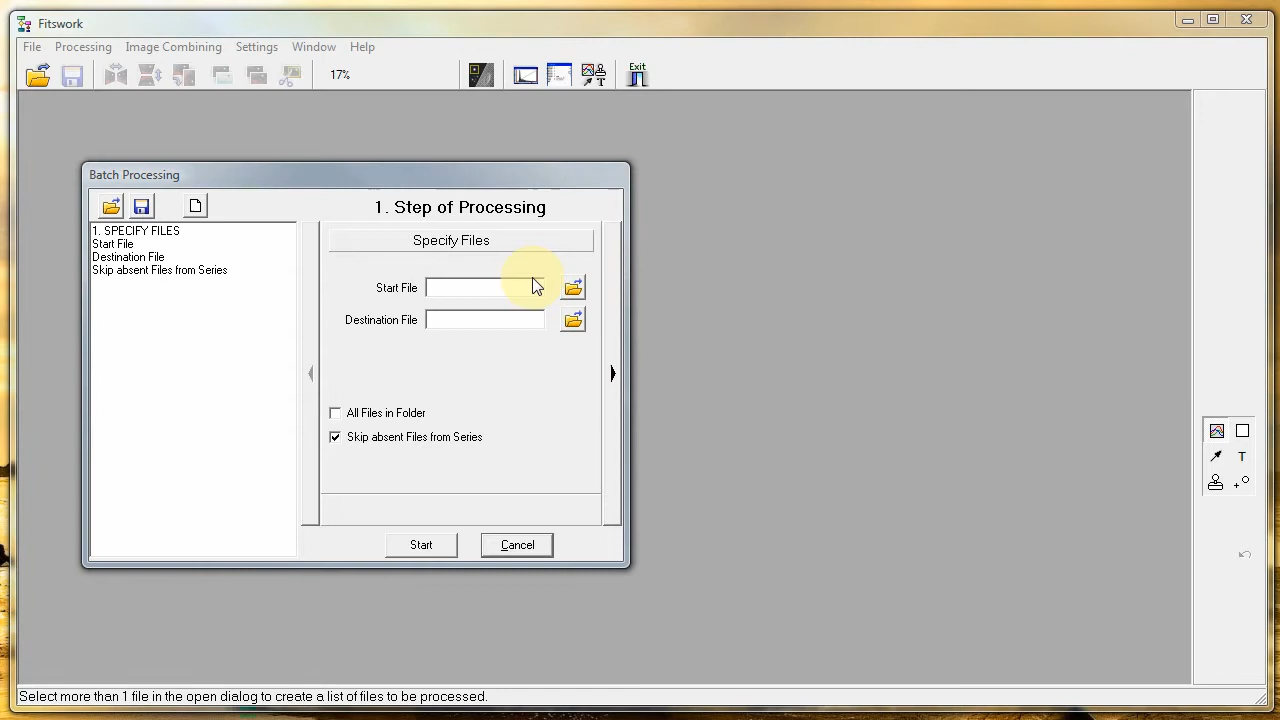 Fitswork
File Processing Image Combining Settings Window Help
17%
Exit
Batch Processing
1. Step of Processing
1. SPECIFY FILES
Start File
Destination File
Skip absent Files from Series
Specify Files
Start File
Destination File
All Files in Folder
Skip absent Files from Series
Start
Cancel
T
Select more than 1 file in the open dialog to create a list of files to be processed.